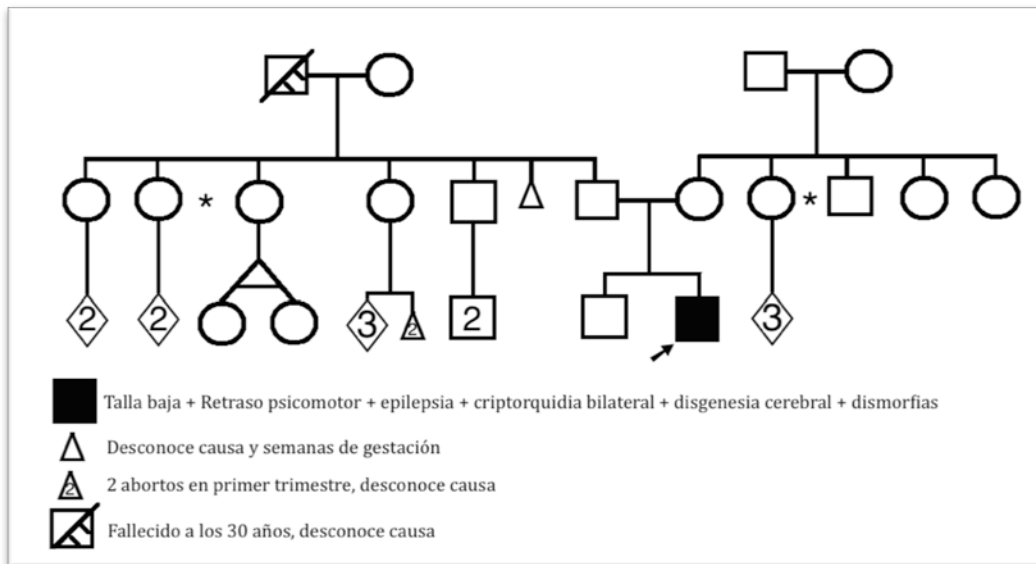 * *
2 2 3 2 2 3
Talla baja + Retraso psicomotor + epilepsia + criptorquidia bilateral + disgenesia cerebral + dismorfias
Desconoce causa y semanas de gestación
2 2 abortos en primer trimestre, desconoce causa
Fallecido a los 30 años, desconoce causa